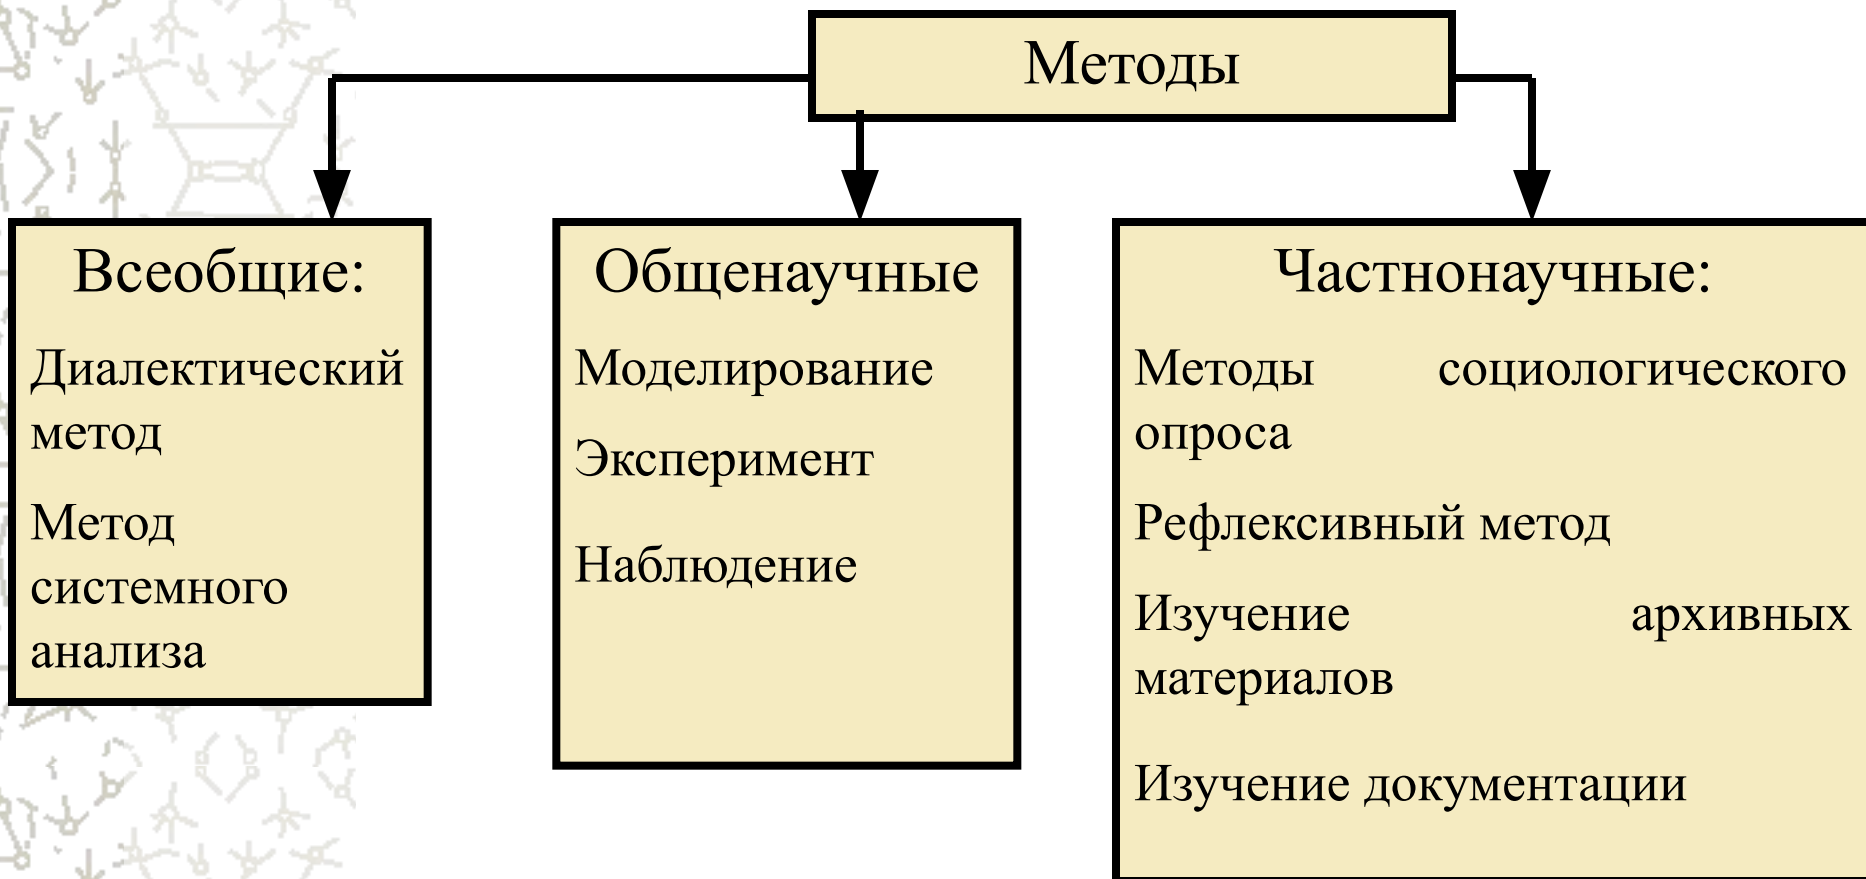 Методы
Всеобщие:
Диалектический
метод
Метод
системного
анализа
Общенаучные
Моделирование
Эксперимент
Наблюдение
Частнонаучные:
Методы социологического
опроса
Рефлексивный метод
Изучение архивных
материалов
Изучение документации